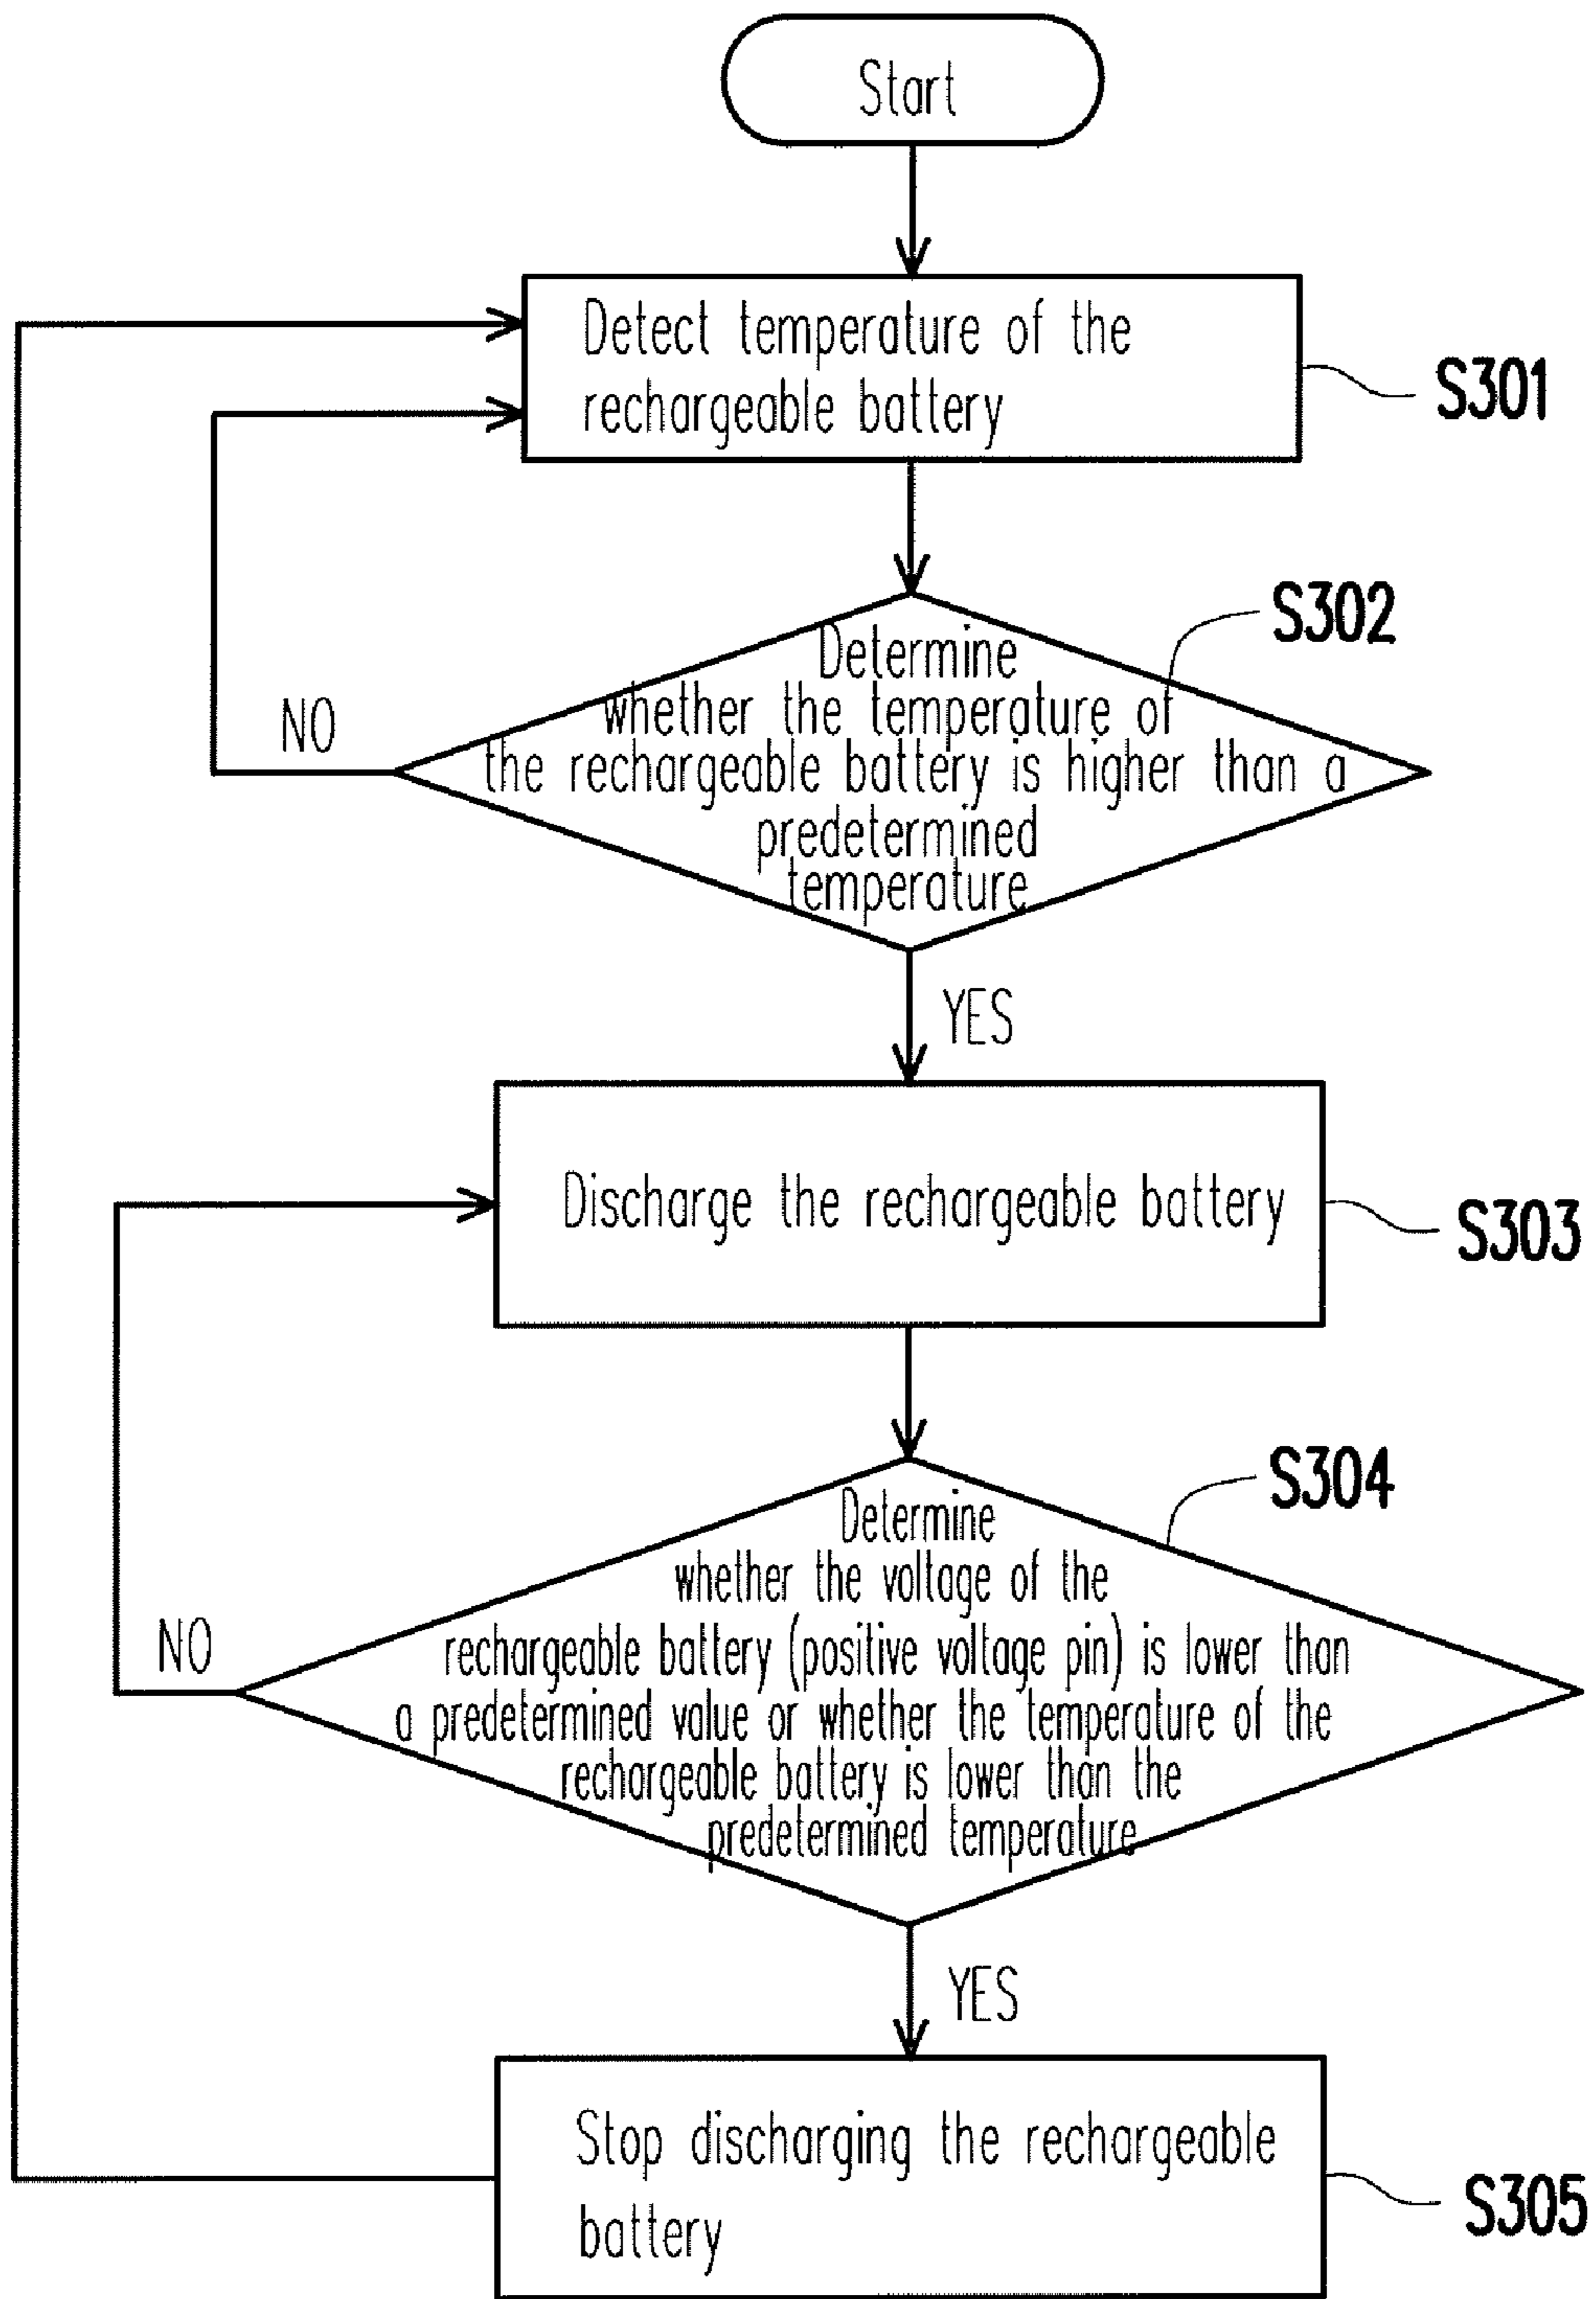 Start
Detect temperature of the
rechargeable battery
S301
S302
Determine
whether the temperature of
the rechargeable battery is higher than a
predetermined
temperature
NO
YES
Discharge the rechargeable battery
S303
S304
Determine
whether the voltage of the
rechargeable battery (positive voltage pin) is lower than
a predetermined value or whether the temperature of the
rechargeable battery is lower than the
predetermined temperature
NO
YES
Stop discharging the rechargeable
battery
S305